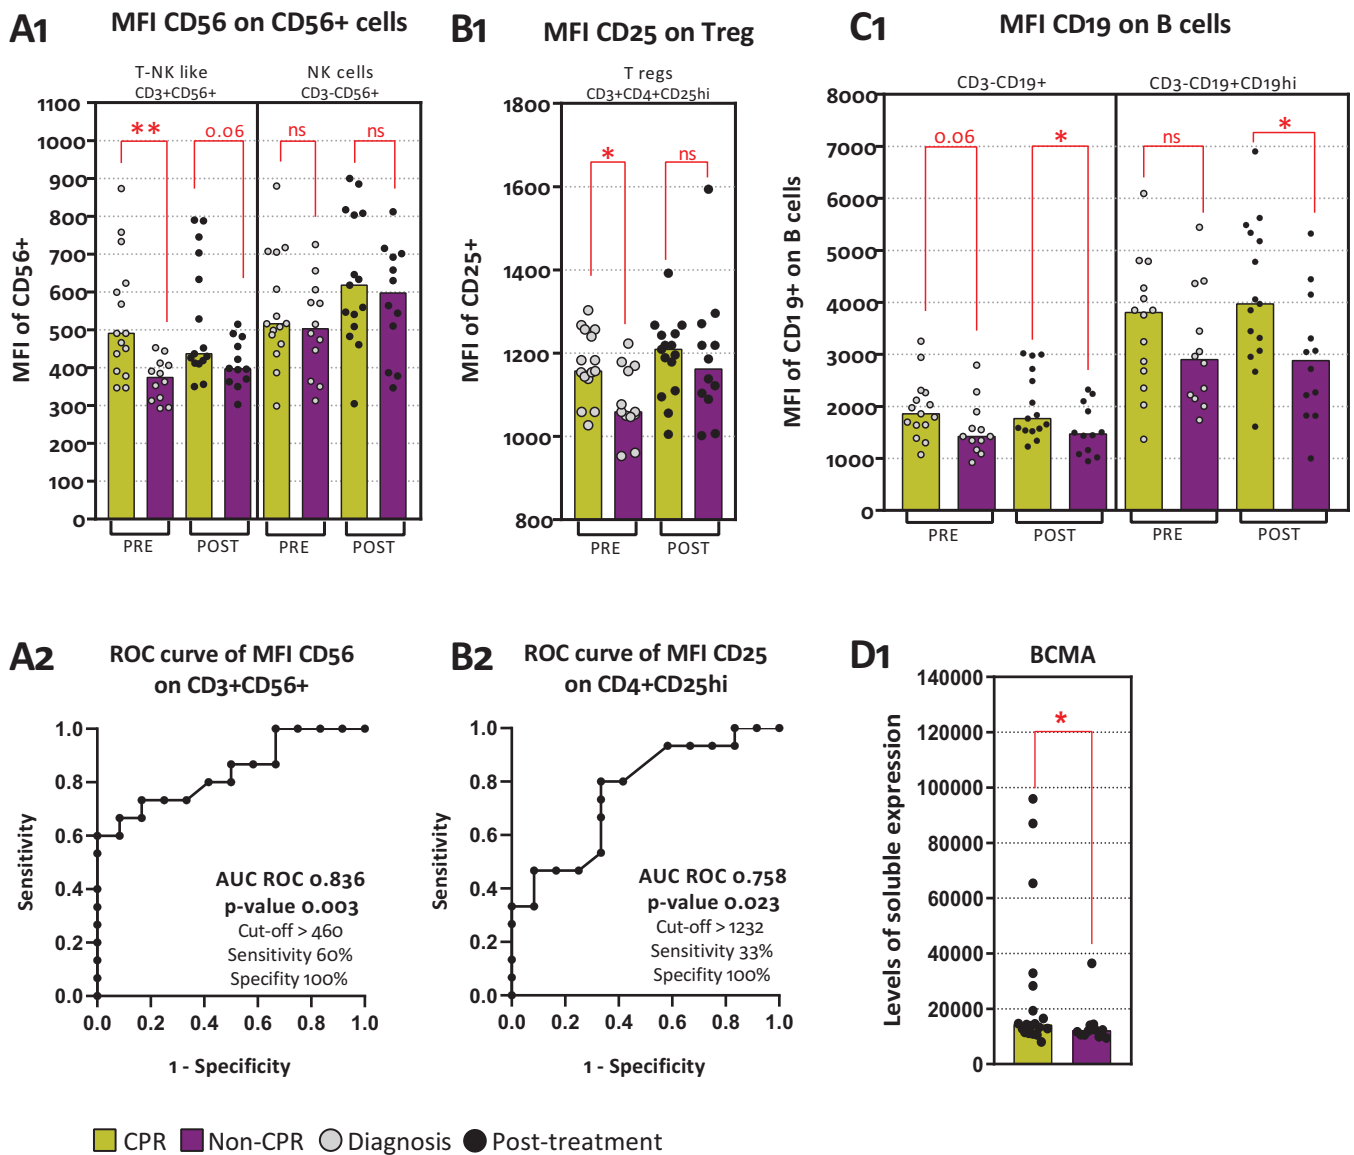 A1
MFI CD56 on CD56+ cells
T-NK like
CD3+CD56+
NK cells
CD3-CD56+
MFI of CD56+
1100
1000
900
800
700
600
500
400
300
200
100
0
**
0.06
ns
ns
PRE
POST
PRE
POST
B1
MFI CD25 on Treg
T regs
CD3+CD4+CD25hi
MFI of CD25+
1800
1600
1400
1200
1000
800
*
ns
PRE
POST
C1
MFI CD19 on B cells
CD3-CD19+
CD3-CD19+CD19hi
MFI of CD19+ on B cells
8000
7000
6000
5000
4000
3000
2000
1000
0
0.06
*
ns
*
PRE
POST
PRE
POST
A2
ROC curve of MFI CD56
on CD3+CD56+
Sensitivity
1.0
0.8
0.6
0.4
0.2
0.0
AUC ROC 0.836
p-value 0.003
Cut-off > 460
Sensitivity 60%
Specifity 100%
0.0 0.2 0.4 0.6 0.8 1.0
1 - Specificity
B2
ROC curve of MFI CD25
on CD4+CD25hi
Sensitivity
1.0
0.8
0.6
0.4
0.2
0.0
AUC ROC 0.758
p-value 0.023
Cut-off > 1232
Sensitivity 33%
Specifity 100%
0.0 0.2 0.4 0.6 0.8 1.0
1 - Specificity
D1
BCMA
Levels of soluble expression
140000
120000
100000
80000
60000
40000
20000
0
*
CPR Non-CPR Diagnosis Post-treatment